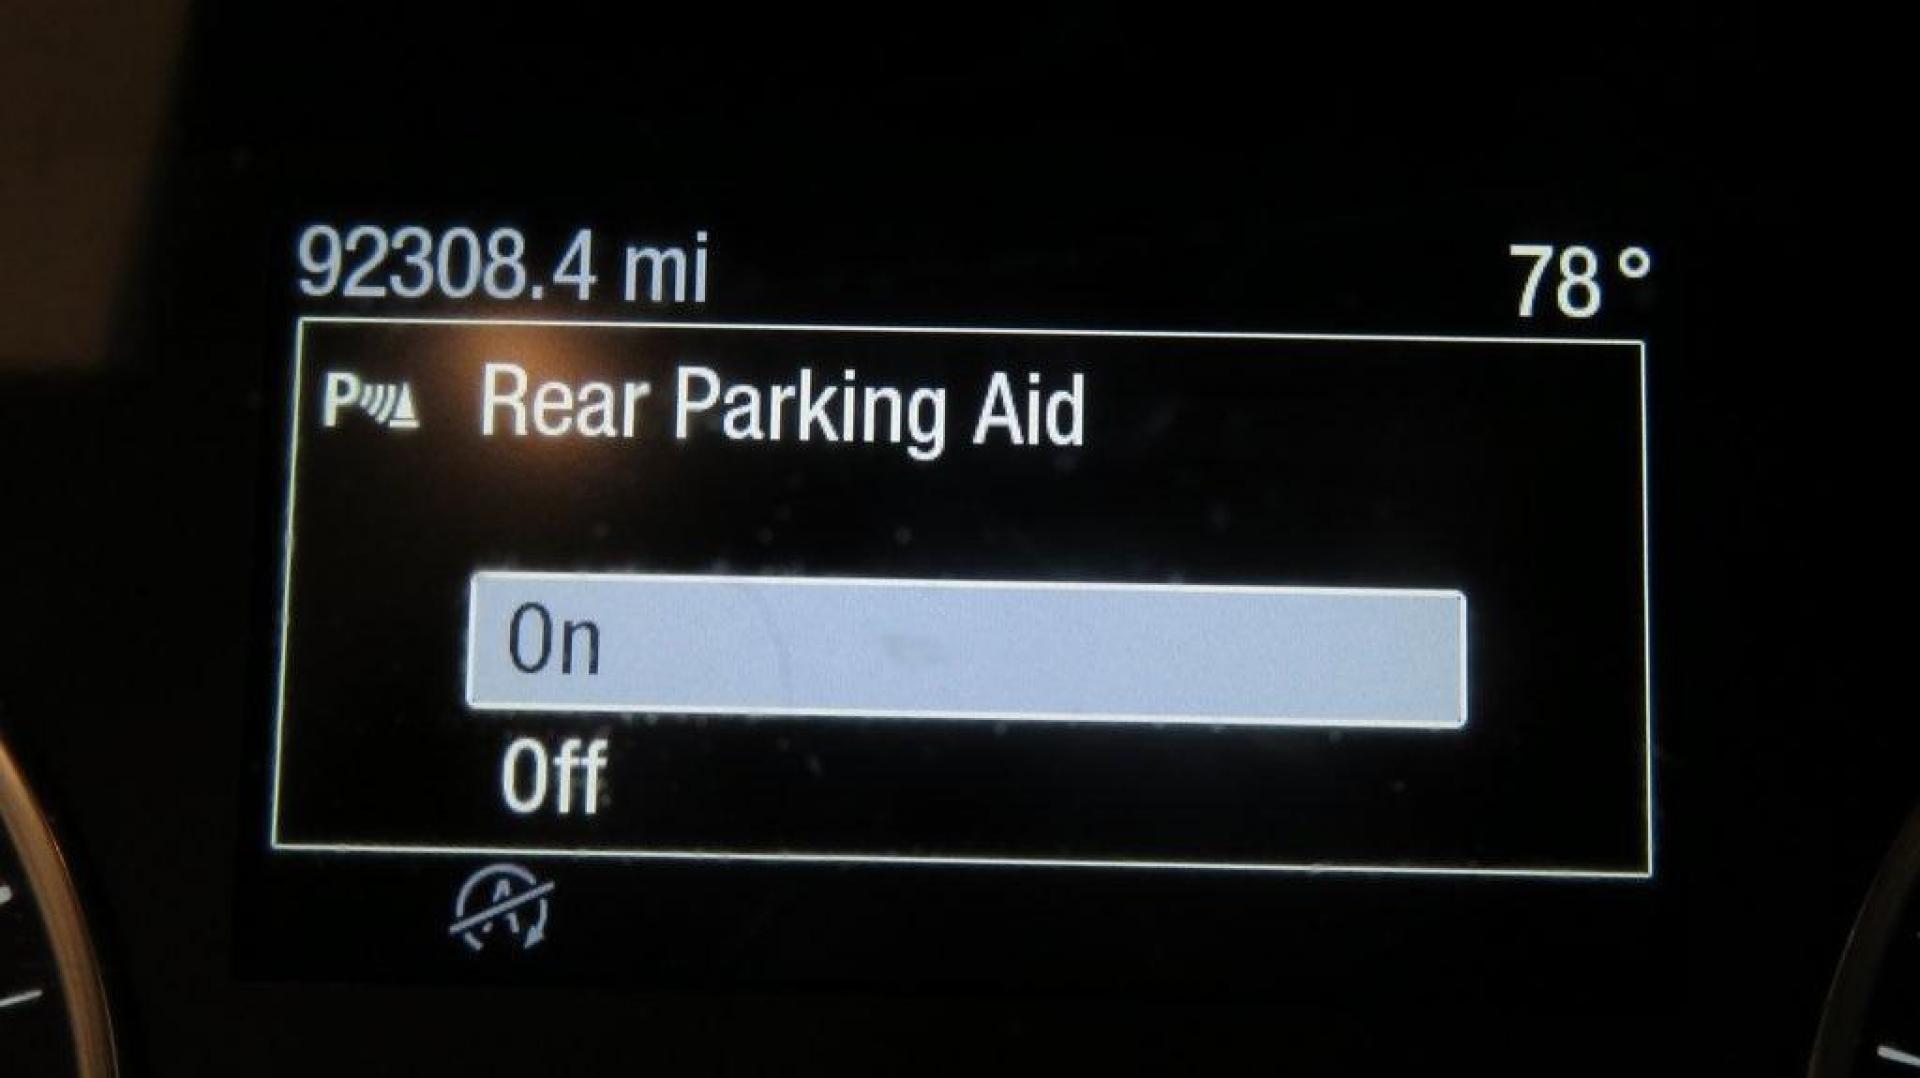 92308.4 mi 78°
P Rear Parking Aid
On
Off
A